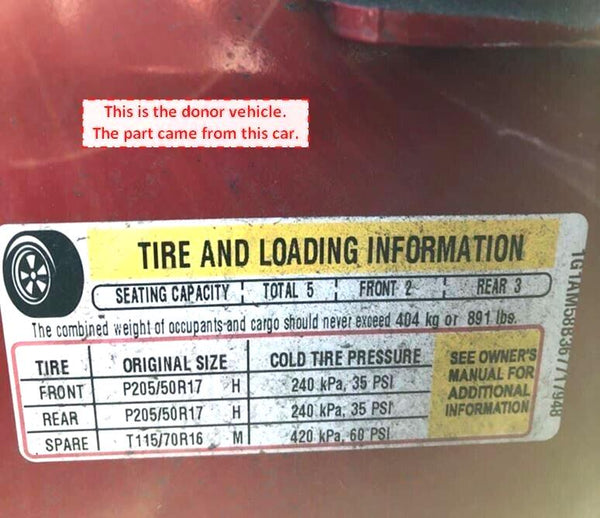 This is the donor vehicle.
The part came from this car.
TIRE AND LOADING INFORMATION
SEATING CAPACITY TOTAL 5 FRONT 2 REAR 3
The combined weight of occupants and cargo should never exceed 404 kg or 891 lbs.
TIRE ORIGINAL SIZE COLD TIRE PRESSURE
FRONT P205/50R17 H 240 kPa, 35 PSI
REAR P205/50R17 H 240 kPa, 35 PSI
SPARE T115/70R16 M 420 kPa, 60 PSI
SEE OWNER'S
MANUAL FOR
ADDITIONAL
INFORMATION